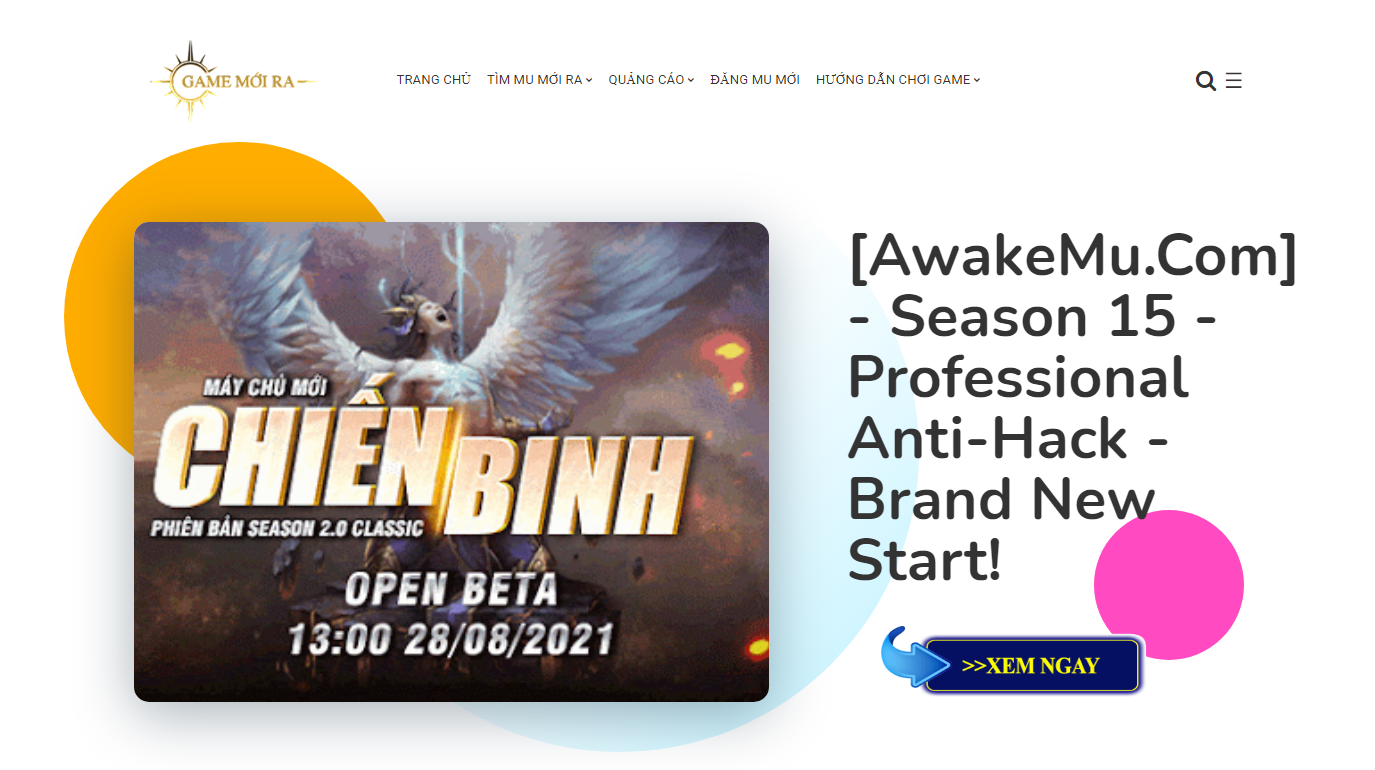 GAME MỚI RA
TRANG CHỦ TÌM MU MỚI RA QUẢNG CÁO ĐĂNG MU MỚI HƯỚNG DẪN CHƠI GAME
MÁY CHỦ MỚI
CHIẾN BINH
PHIÊN BẢN SEASON 2.0 CLASSIC
OPEN BETA
13:00 28/08/2021
[AwakeMu.Com]
- Season 15 -
Professional
Anti-Hack -
Brand New
Start!
>>XEM NGAY